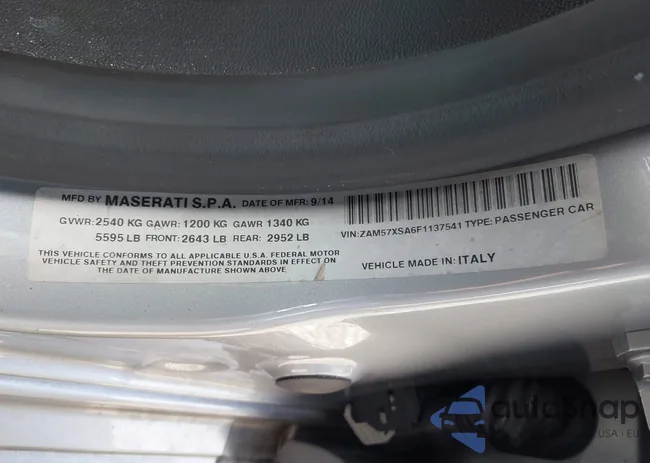 MFD BY MASERATI S.P.A. DATE OF MFR: 9/14
GVWR: 2540 KG GAWR: 1200 KG GAWR 1340 KG
5595 LB FRONT: 2643 LB REAR: 2952 LB
THIS VEHICLE CONFORMS TO ALL APPLICABLE U.S.A. FEDERAL MOTOR
VEHICLE SAFETY AND THEFT PREVENTION STANDARDS IN EFFECT ON
THE DATE OF MANUFACTURE SHOWN ABOVE.
VIN: ZAM57XSA6F1137541 TYPE: PASSENGER CAR
VEHICLE MADE IN: ITALY
autoSnap
USA | EU